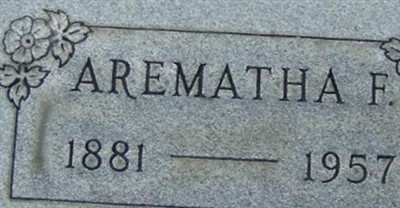 AREMATHA F.
1881 — 1957